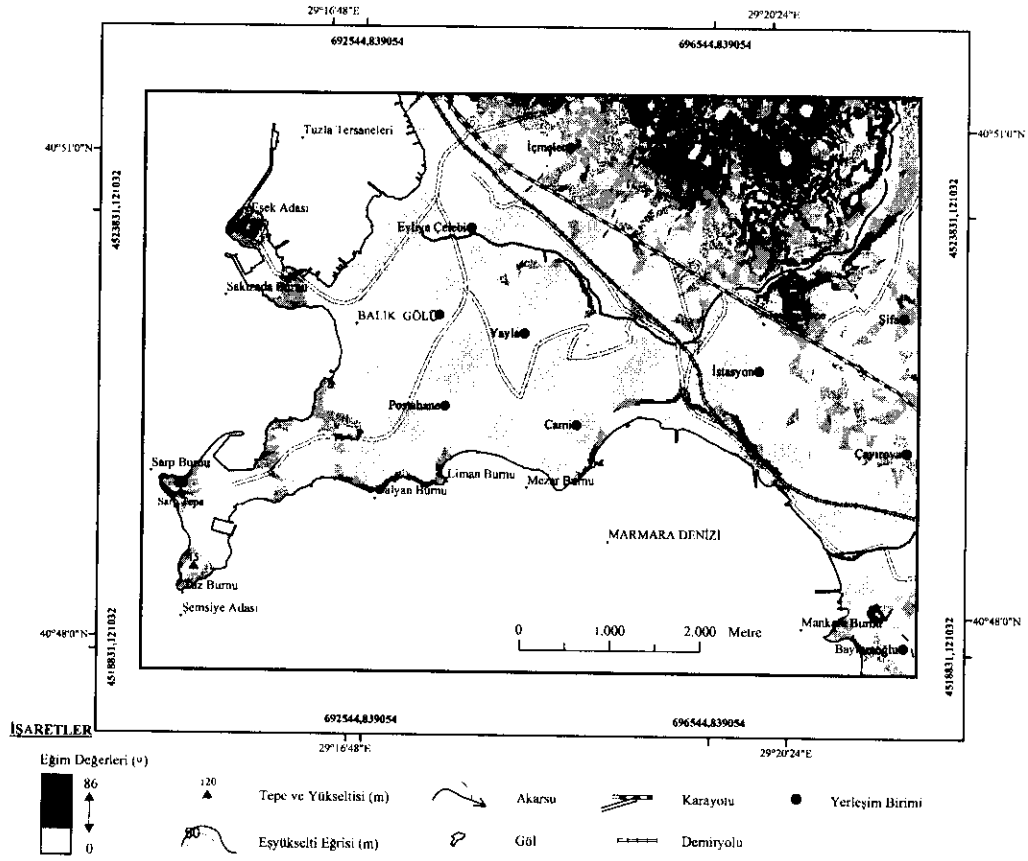 29°16'48"E 29°20'24"E
692544,839054 696544,839054
40°51'0"N 40°51'0"N
4523831,121032 4523831,121032
Tuzla Tersaneleri
İçmeler
Eşek Adası
Evliya Çelebi
Sakızada Burnu
BALIK GÖLÜ
Şifa
Yayla
İstasyon
Postahane
Cami
Çayırova
Sarp Burnu
Liman Burnu
Mezar Burnu
Sarp Tepe
Dalyan Burnu
MARMARA DENİZİ
Tuz Burnu
Şemsiye Adası
Mankafa Burnu
0 1.000 2.000 Metre
Bayramoğlu
40°48'0"N 40°48'0"N
4518831,121032 4518831,121032
692544,839054 696544,839054
29°16'48"E 29°20'24"E
İŞARETLER
Eğim Değerleri (º)
86
0
120
Tepe ve Yükseltisi (m)
Akarsu
Karayolu
Yerleşim Birimi
50
Eşyükselti Eğrisi (m)
Göl
Demiryolu